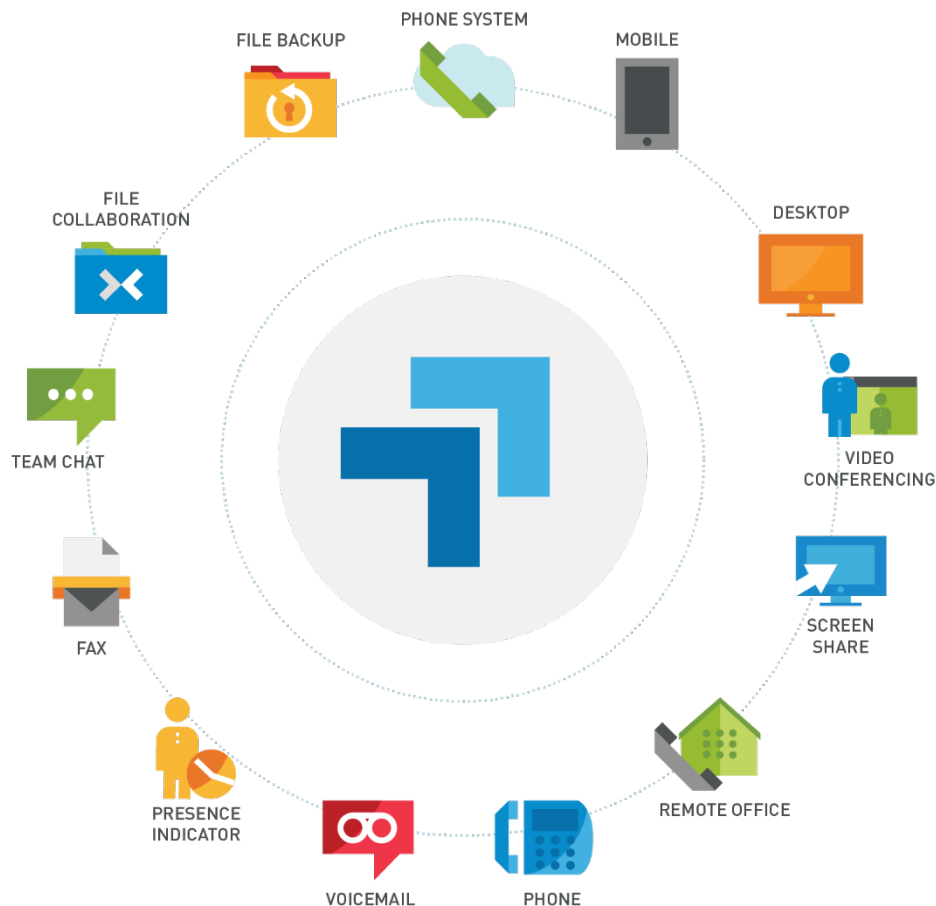 PHONE SYSTEM
FILE BACKUP
MOBILE
FILE
COLLABORATION
DESKTOP
TEAM CHAT
VIDEO
CONFERENCING
FAX
SCREEN
SHARE
PRESENCE
INDICATOR
REMOTE OFFICE
VOICEMAIL
PHONE